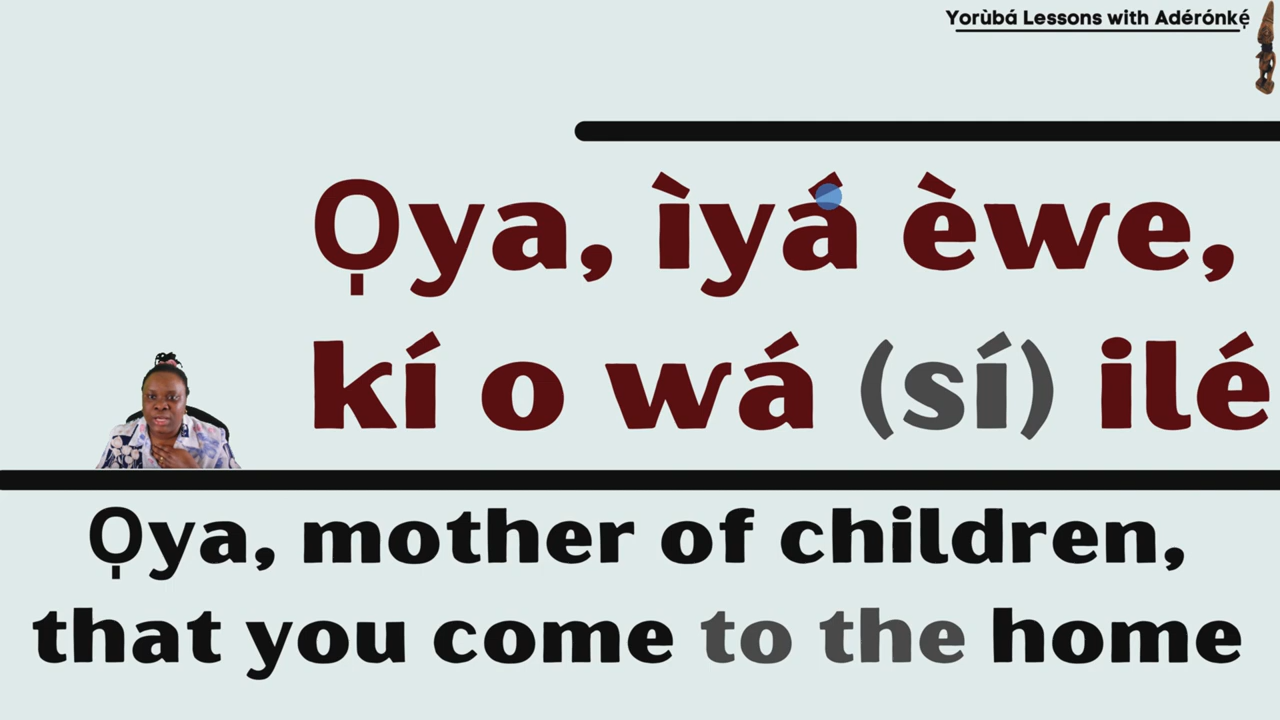 Yorùbá Lessons with Adérónkẹ́
Ọya, ìyá èwe,
kí o wá (sí) ilé
Ọya, mother of children,
that you come to the home